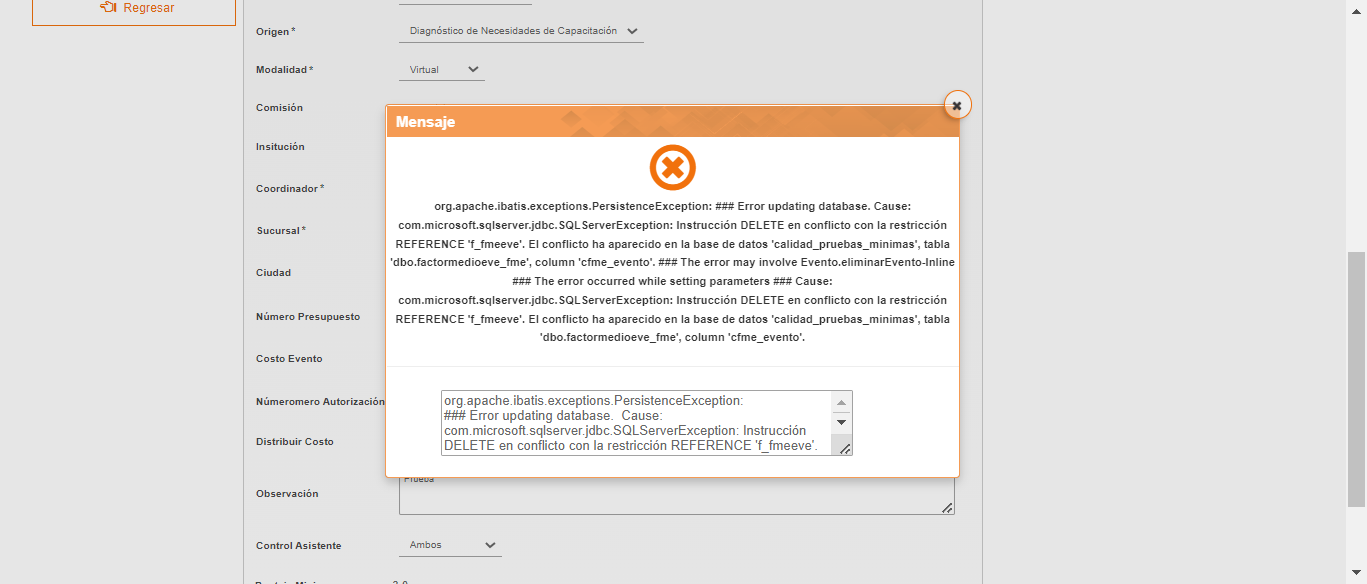 Regresar
Origen *
Diagnóstico de Necesidades de Capacitación
Modalidad *
Virtual
Comisión
Insitución
Coordinador *
Sucursal *
Ciudad
Número Presupuesto
Costo Evento
Númeromero Autorización
Distribuir Costo
Mensaje
org.apache.ibatis.exceptions.PersistenceException: ### Error updating database. Cause:
com.microsoft.sqlserver.jdbc.SQLServerException: Instrucción DELETE en conflicto con la restricción
REFERENCE 'f_fmeeve'. El conflicto ha aparecido en la base de datos 'calidad_pruebas_minimas', tabla
'dbo.factormedioeve_fme', column 'cfme_evento'. ### The error may involve Evento.eliminarEvento-Inline
### The error occurred while setting parameters ### Cause:
com.microsoft.sqlserver.jdbc.SQLServerException: Instrucción DELETE en conflicto con la restricción
REFERENCE 'f_fmeeve'. El conflicto ha aparecido en la base de datos 'calidad_pruebas_minimas', tabla
'dbo.factormedioeve_fme', column 'cfme_evento'.
org.apache.ibatis.exceptions.PersistenceException:
### Error updating database. Cause:
com.microsoft.sqlserver.jdbc.SQLServerException: Instrucción
DELETE en conflicto con la restricción REFERENCE 'f_fmeeve'.
Observación
Prueba
Control Asistente
Ambos